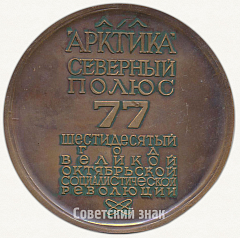 АРКТИКА
СЕВЕРНЫЙ
ПОЛЮС
77
ШЕСТИДЕСЯТЫЙ
ГОД
ВЕЛИКОЙ
ОКТЯБРЬСКОЙ
СОЦИАЛИСТИЧЕСКОЙ
РЕВОЛЮЦИИ
Советский знак